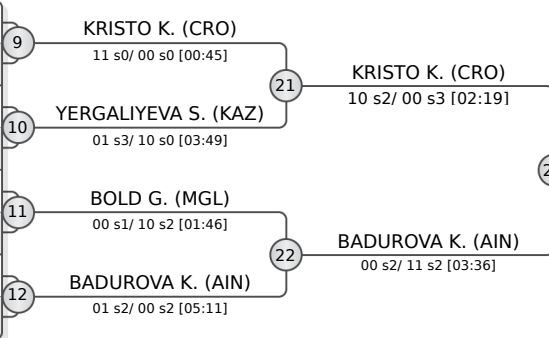 9
KRISTO K. (CRO)
11 s0/ 00 s0 [00:45]
21
KRISTO K. (CRO)
10 s2/ 00 s3 [02:19]
10
YERGALIYEVA S. (KAZ)
01 s3/ 10 s0 [03:49]
11
BOLD G. (MGL)
00 s1/ 10 s2 [01:46]
22
BADUROVA K. (AIN)
00 s2/ 11 s2 [03:36]
12
BADUROVA K. (AIN)
01 s2/ 00 s2 [05:11]